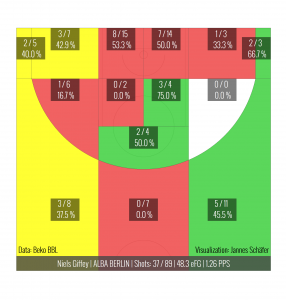 3 / 7
42.9 %
8 / 15
53.3 %
7 / 14
50.0 %
1 / 3
33.3 %
2 / 5
40.0 %
2 / 3
66.7 %
1 / 6
16.7 %
0 / 2
0.0 %
3 / 4
75.0 %
0 / 0
0.0 %
2 / 4
50.0 %
3 / 8
37.5 %
0 / 7
0.0 %
5 / 11
45.5 %
Data: Beko BBL
Visualization: Jannes Schäfer
Niels Giffey | ALBA BERLIN | Shots: 37 / 89 | 48.3 eFG | 1.26 PPS